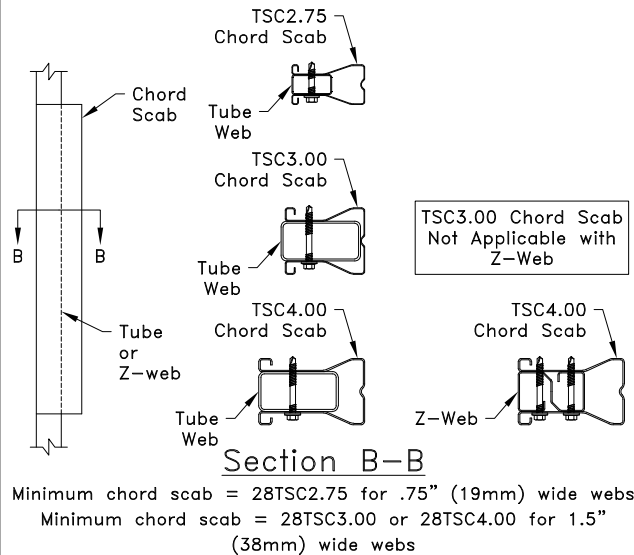 TSC2.75
Chord Scab
Chord
Scab
Tube
Web
TSC3.00
Chord Scab
TSC3.00 Chord Scab
Not Applicable with
Z-Web
B
B
Tube
Web
TSC4.00
Chord Scab
TSC4.00
Chord Scab
Tube
or
Z-web
Tube
Web
Z-Web
Section B-B
Minimum chord scab = 28TSC2.75 for .75” (19mm) wide webs
Minimum chord scab = 28TSC3.00 or 28TSC4.00 for 1.5”
(38mm) wide webs